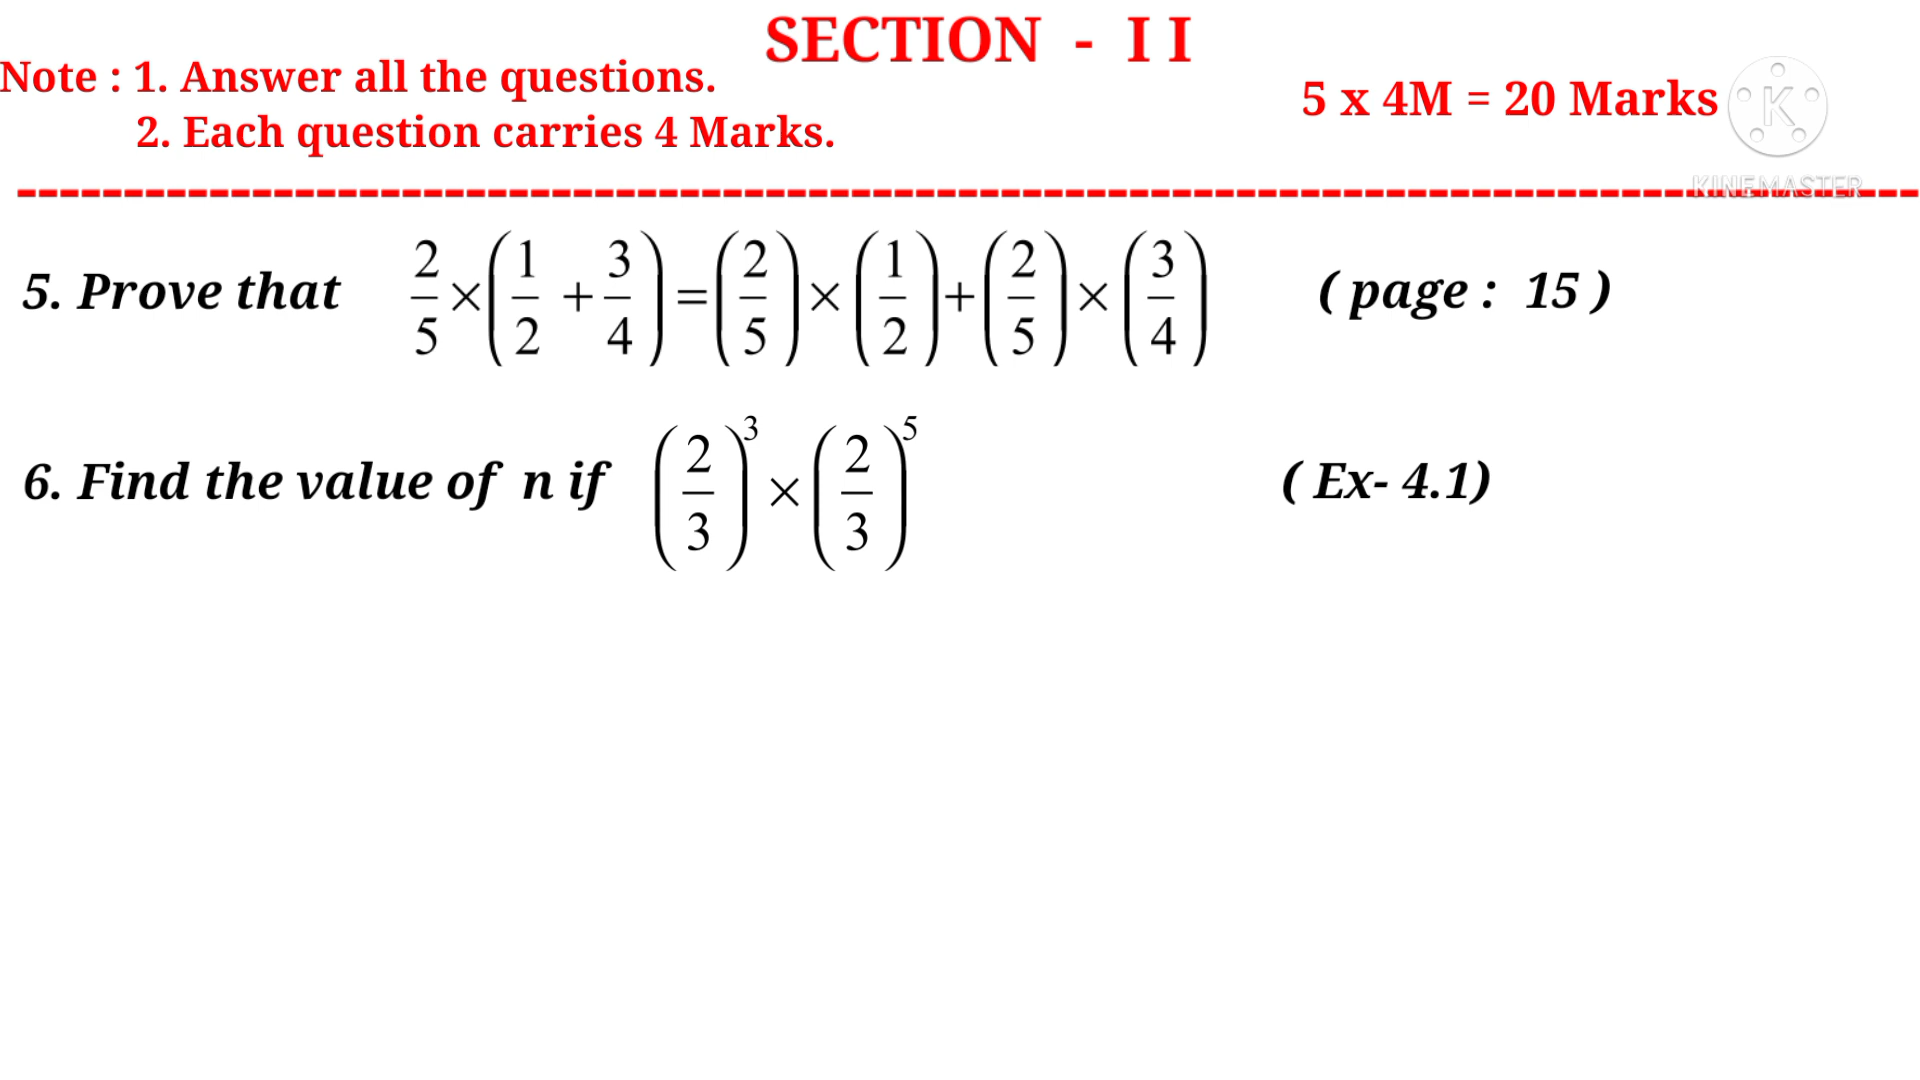 SECTION - I I
Note : 1. Answer all the questions.
5 x 4M = 20 Marks
2. Each question carries 4 Marks.
K
KINEMASTER
5. Prove that 2/5 × (1/2 + 3/4) = (2/5) × (1/2) + (2/5) × (3/4) ( page : 15 )
6. Find the value of n if (2/3)³ × (2/3)⁵ ( Ex- 4.1)